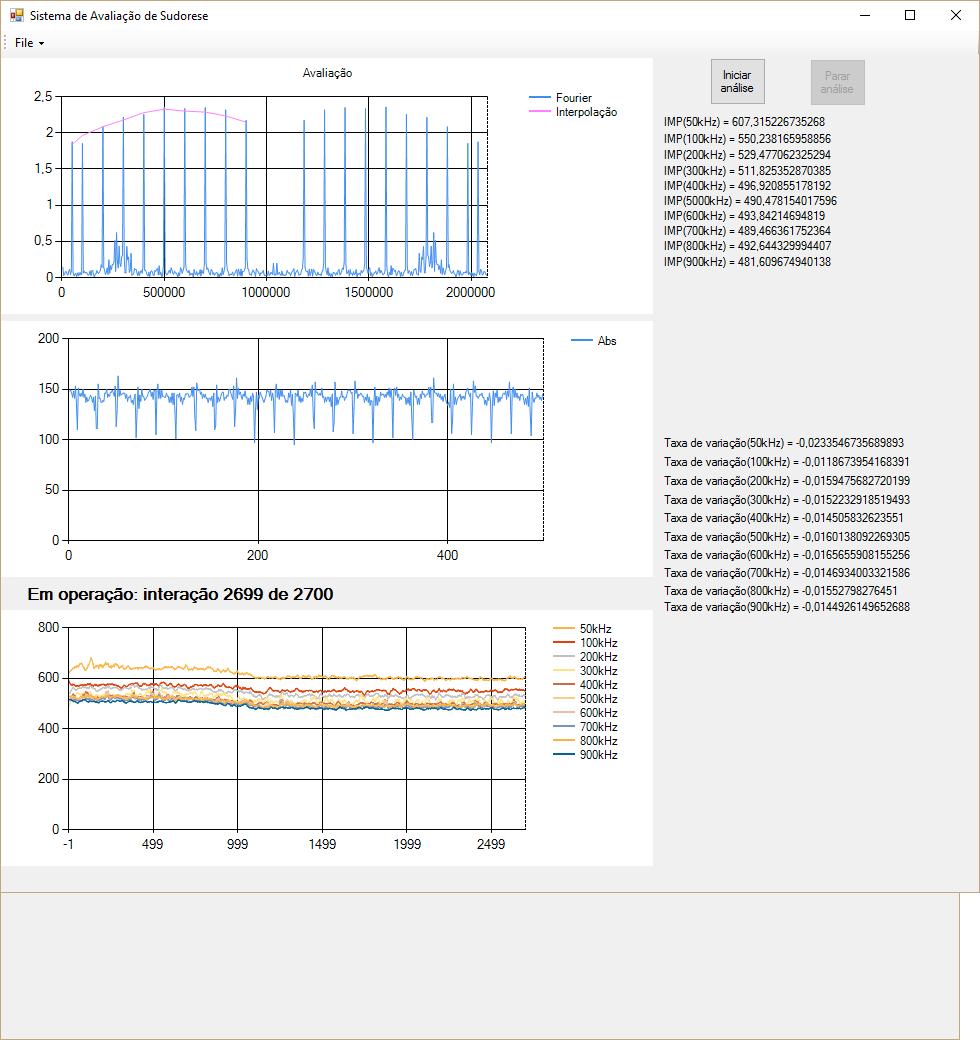 Sistema de Avaliação de Sudorese
File
Avaliação
2,5
2
1,5
1
0,5
0
0 500000 1000000 1500000 2000000
Fourier
Interpolação
Iniciar
análise
Parar
análise
IMP(50kHz) = 607,315226735268
IMP(100kHz) = 550,238165958856
IMP(200kHz) = 529,477062325294
IMP(300kHz) = 511,825352870385
IMP(400kHz) = 496,920855178192
IMP(5000kHz) = 490,478154017596
IMP(600kHz) = 493,84214694819
IMP(700kHz) = 489,466361752364
IMP(800kHz) = 492,644329994407
IMP(900kHz) = 481,609674940138
200
150
100
50
0
0 200 400
Abs
Taxa de variação(50kHz) = -0,0233546735689893
Taxa de variação(100kHz) = -0,0118673954168391
Taxa de variação(200kHz) = -0,0159475682720199
Taxa de variação(300kHz) = -0,0152232918519493
Taxa de variação(400kHz) = -0,014505832623551
Taxa de variação(500kHz) = -0,0160138092269305
Taxa de variação(600kHz) = -0,0165655908155256
Taxa de variação(700kHz) = -0,0146934003321586
Taxa de variação(800kHz) = -0,01552798276451
Taxa de variação(900kHz) = -0,0144926149652688
Em operação: interação 2699 de 2700
800
600
400
200
0
-1 499 999 1499 1999 2499
50kHz
100kHz
200kHz
300kHz
400kHz
500kHz
600kHz
700kHz
800kHz
900kHz